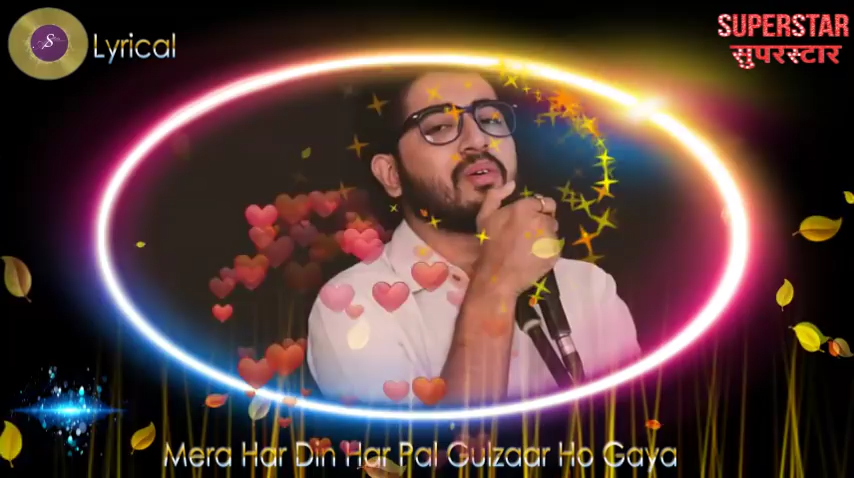 S
Lyrical
SUPERSTAR
सुपरस्टार
Mera Har Din Har Pal Gulzaar Ho Gaya